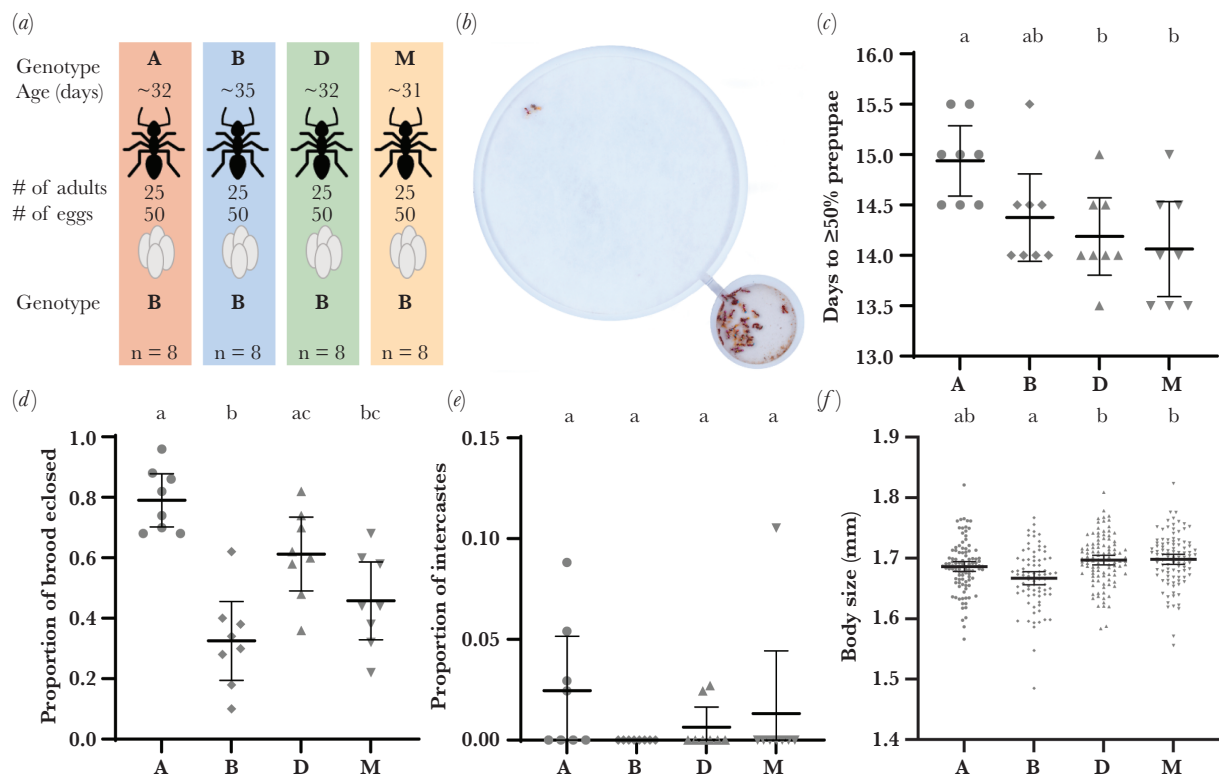 (a)
Genotype A B D M
Age (days) ~32 ~35 ~32 ~31
# of adults 25 25 25 25
# of eggs 50 50 50 50
Genotype B B B B
n = 8 n = 8 n = 8 n = 8
(b)
(c)
a ab b b
Days to ≥50% prepupae
16.0
15.5
15.0
14.5
14.0
13.5
13.0
A B D M
(d)
a b ac bc
Proportion of brood eclosed
1.0
0.8
0.6
0.4
0.2
0.0
A B D M
(e)
a a a a
Proportion of intercastes
0.15
0.10
0.05
0.00
A B D M
(f)
ab a b b
Body size (mm)
1.9
1.8
1.7
1.6
1.5
1.4
A B D M